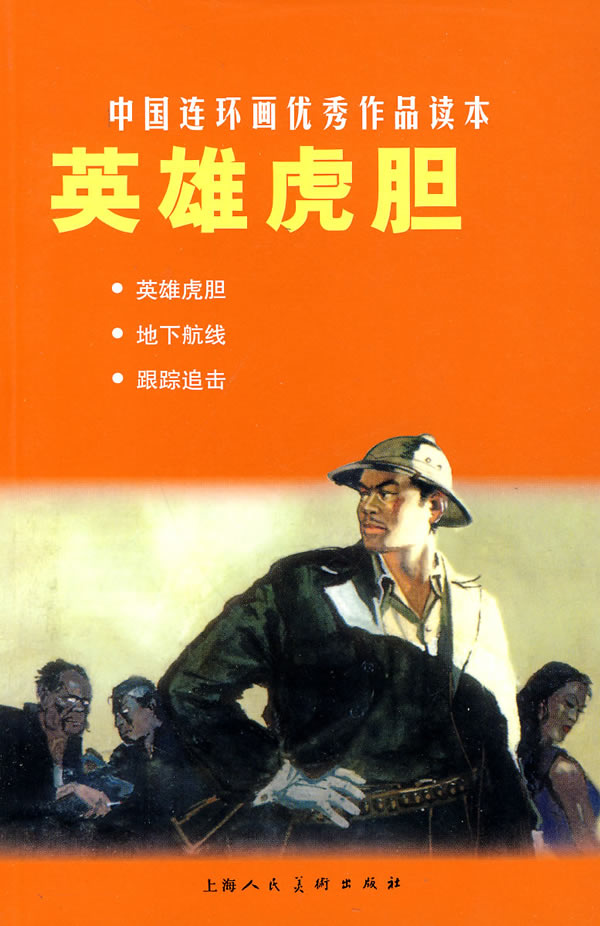 中国连环画优秀作品读本
英雄虎胆
• 英雄虎胆
• 地下航线
• 跟踪追击
上海人民美術出版社